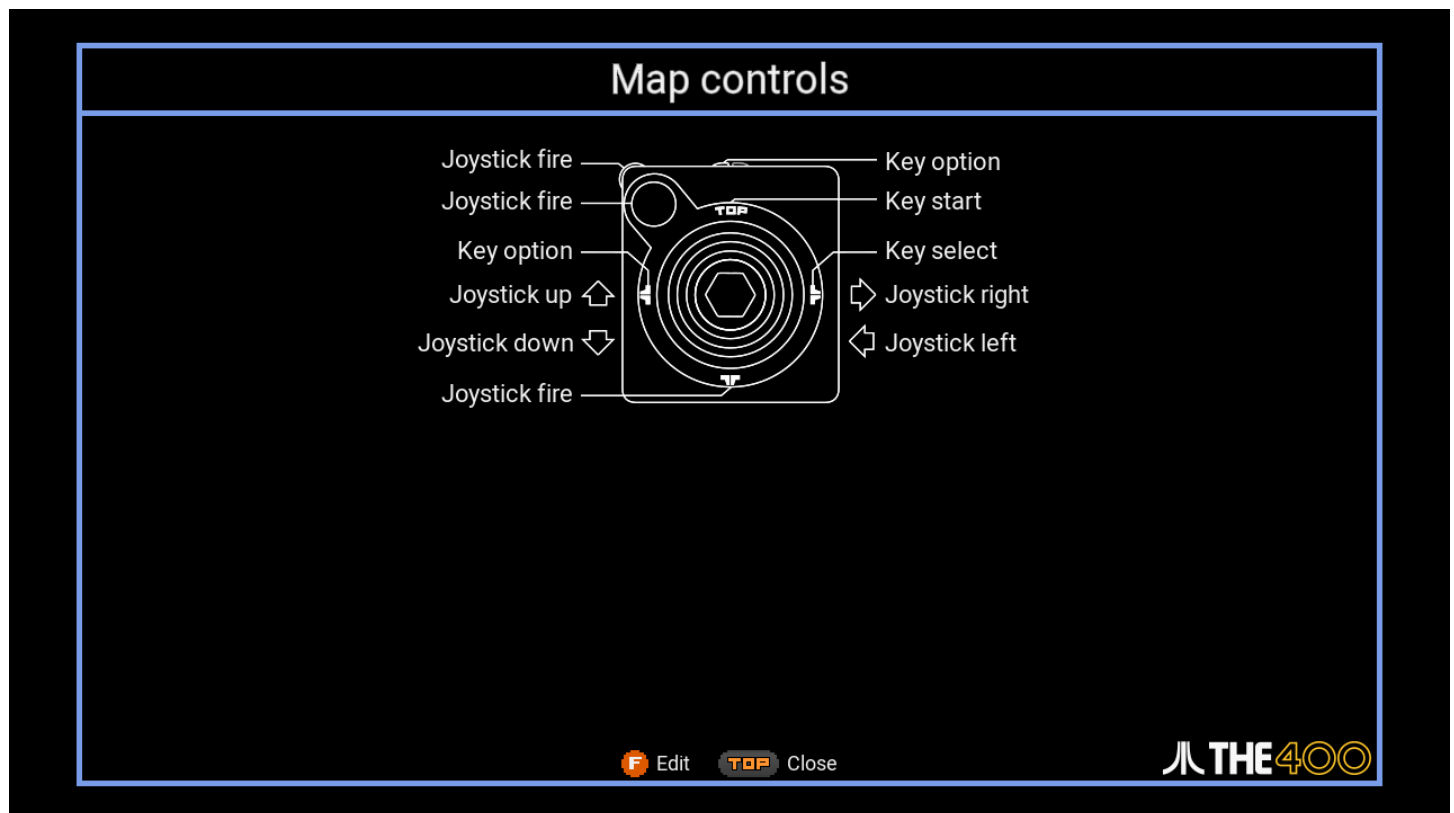 Map controls
Joystick fire
Key option
Joystick fire
Key start
TOP
Key option
Key select
Joystick up
Joystick right
Joystick down
Joystick left
Joystick fire
F Edit TOP Close
THE400